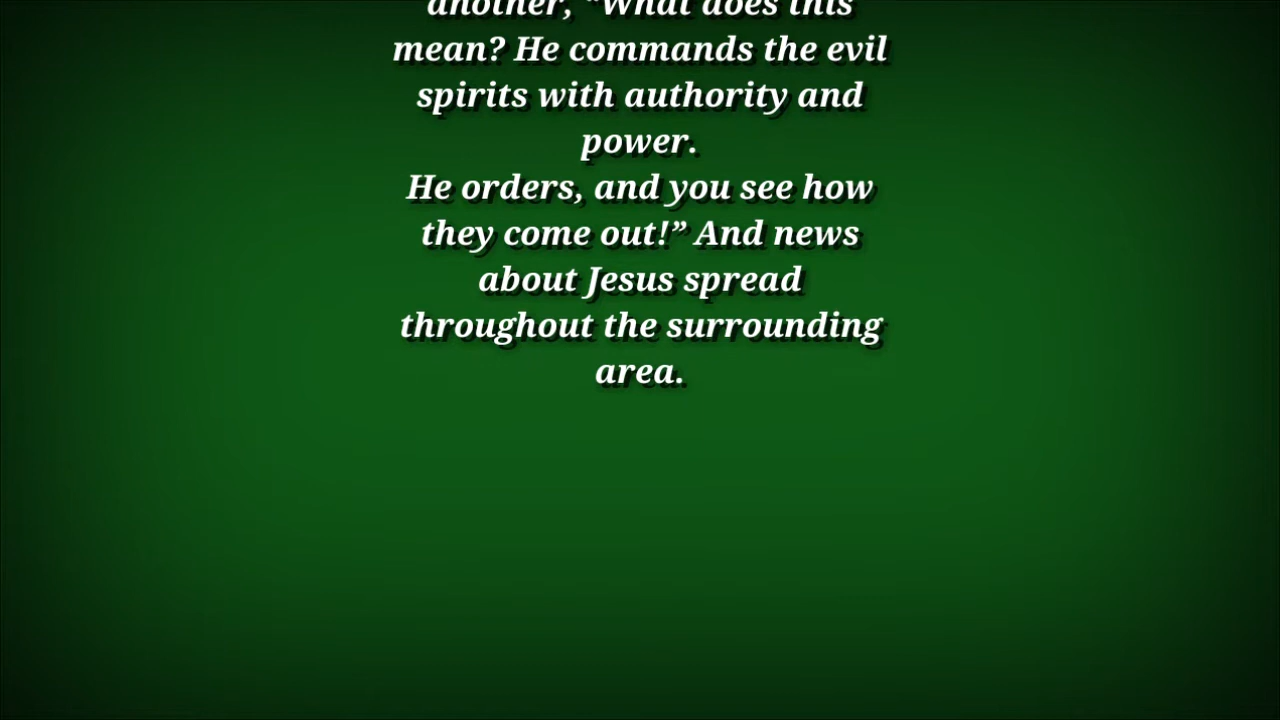 another, “What does this
mean? He commands the evil
spirits with authority and
power.
He orders, and you see how
they come out!” And news
about Jesus spread
throughout the surrounding
area.